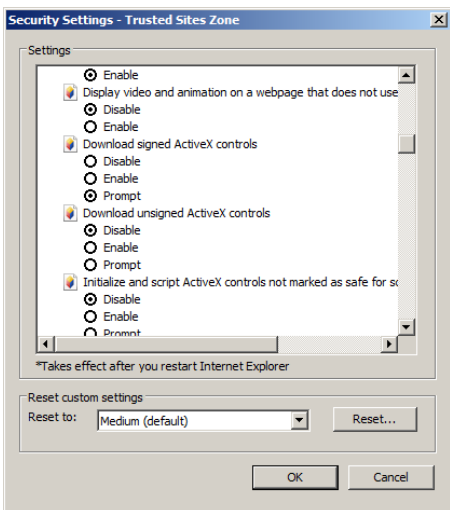 Security Settings - Trusted Sites Zone
Settings
Enable
Display video and animation on a webpage that does not use
Disable
Enable
Download signed ActiveX controls
Disable
Enable
Prompt
Download unsigned ActiveX controls
Disable
Enable
Prompt
Initialize and script ActiveX controls not marked as safe for sc
Disable
Enable
Prompt
*Takes effect after you restart Internet Explorer
Reset custom settings
Reset to: Medium (default) Reset...
OK Cancel